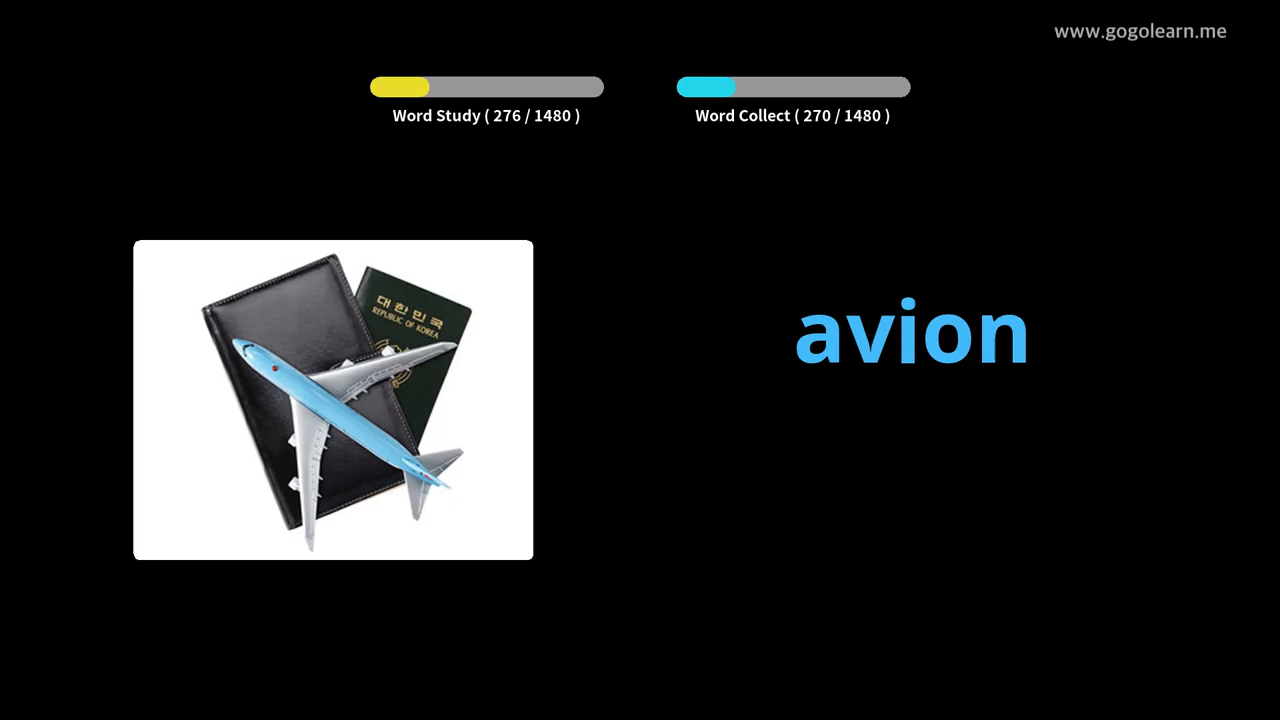 www.gogolearn.me
Word Study ( 276 / 1480 )
Word Collect ( 270 / 1480 )
대한민국
REPUBLIC OF KOREA
avion